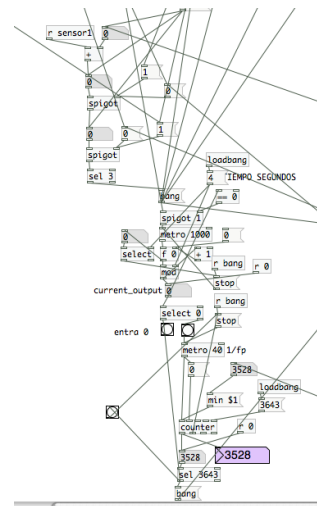 r sensor1 0
+
0
1
0
spigot
0 0 1
spigot
sel 3
loadbang
4 TIEMPO_SEGUNDOS
bang
== 0
spigot 1
0
metro 1000 0
select
f 0 + 1
mod
r bang
r 0
stop
current_output 0
select 0
r bang
entra 0
stop
metro 40 1/fp
0
3528
loadbang
min $1
3643
counter
r 0
3528
3528
sel 3643
bang